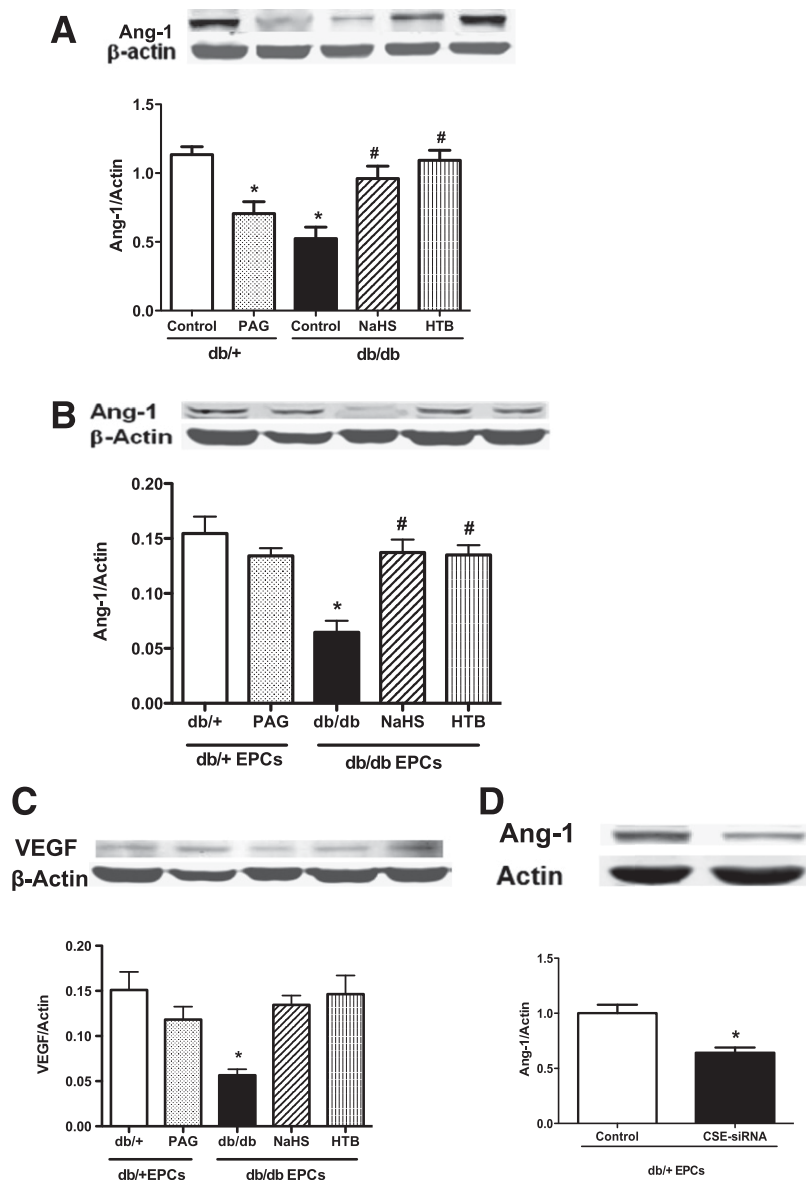 A
Ang-1
β-actin
1.5
1.0
0.5
0.0
Ang-1/Actin
*
*
#
#
Control PAG Control NaHS HTB
db/+ db/db
B
Ang-1
β-Actin
0.20
0.15
0.10
0.05
0.00
Ang-1/Actin
*
#
#
db/+ PAG db/db NaHS HTB
db/+ EPCs db/db EPCs
C
VEGF
β-Actin
0.20
0.15
0.10
0.05
0.00
VEGF/Actin
*
db/+ PAG db/db NaHS HTB
db/+EPCs db/db EPCs
D
Ang-1
Actin
1.5
1.0
0.5
0.0
Ang-1/Actin
*
Control CSE-siRNA
db/+ EPCs